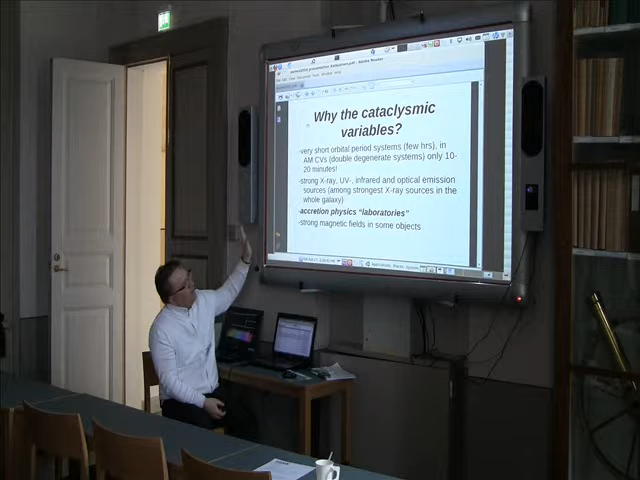 Why the cataclysmic
variables?
-very short orbital period systems (few hrs), in
AM CVs (double degenerate systems) only 10-
20 minutes!
-strong X-ray, UV-, infrared and optical emission
sources (among strongest X-ray sources in the
whole galaxy)
-accretion physics "laboratories"
-strong magnetic fields in some objects